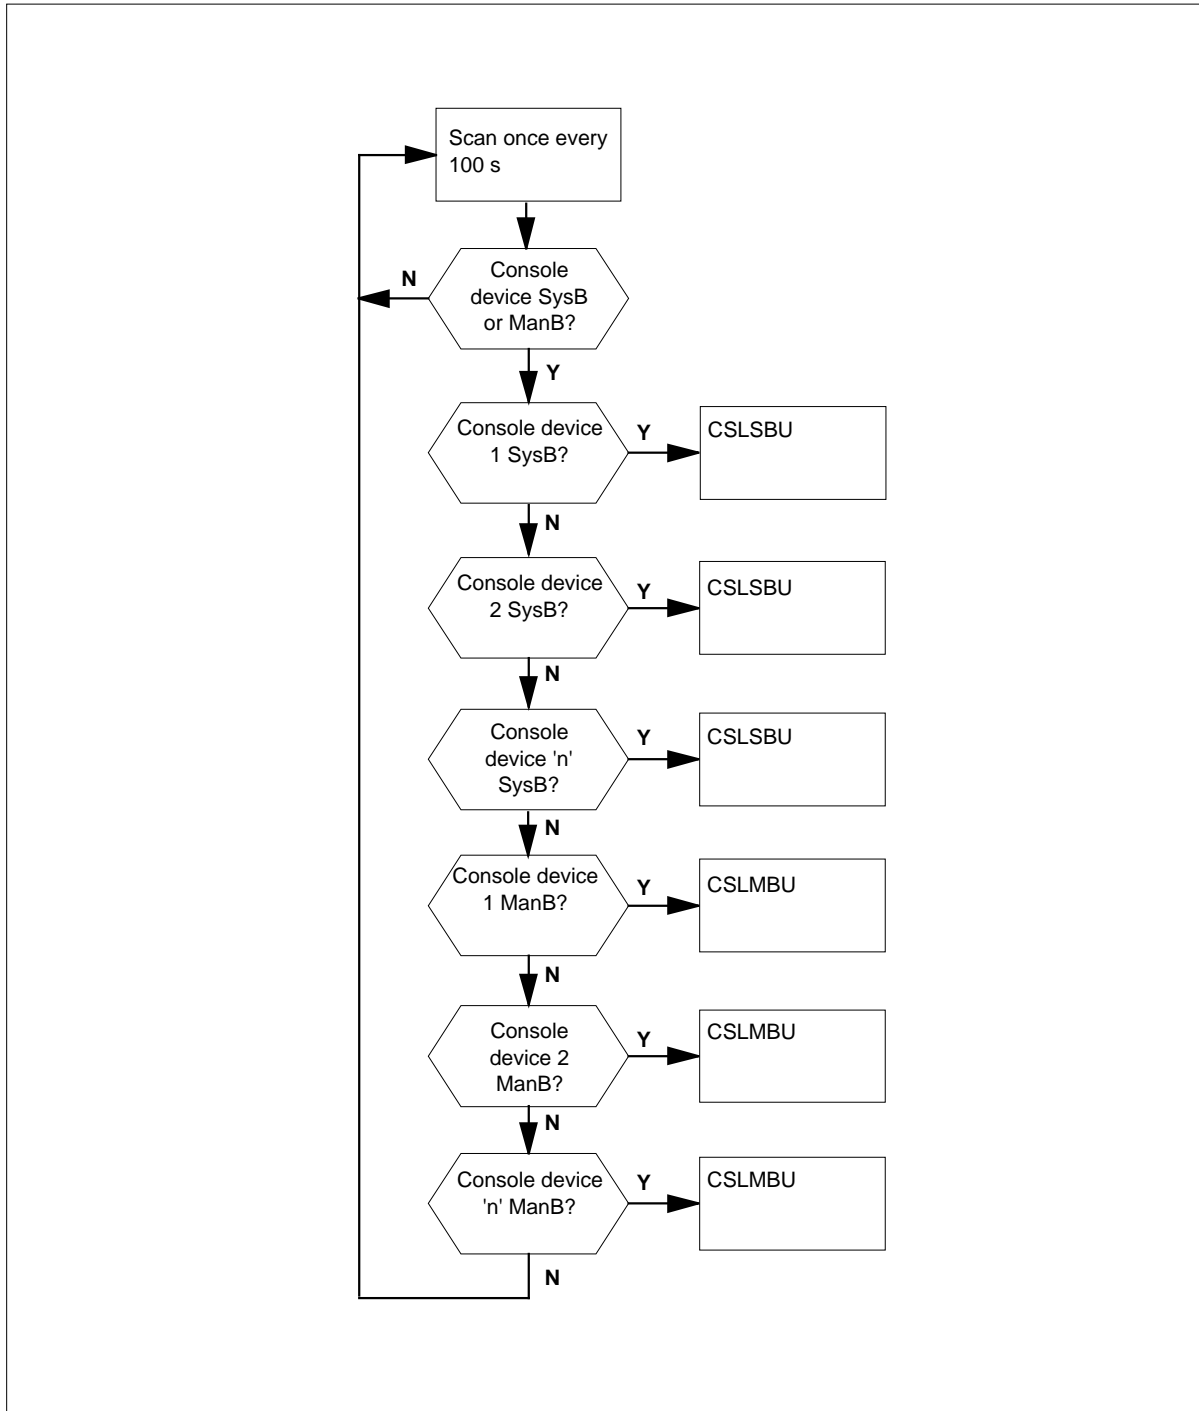 Scan once every
100 s
N
Console
device SysB
or ManB?
Y
Console device
1 SysB?
Y
CSLSBU
N
Console device
2 SysB?
Y
CSLSBU
N
Console
device 'n'
SysB?
Y
CSLSBU
N
Console device
1 ManB?
Y
CSLMBU
N
Console
device 2
ManB?
Y
CSLMBU
N
Console device
'n' ManB?
Y
CSLMBU
N